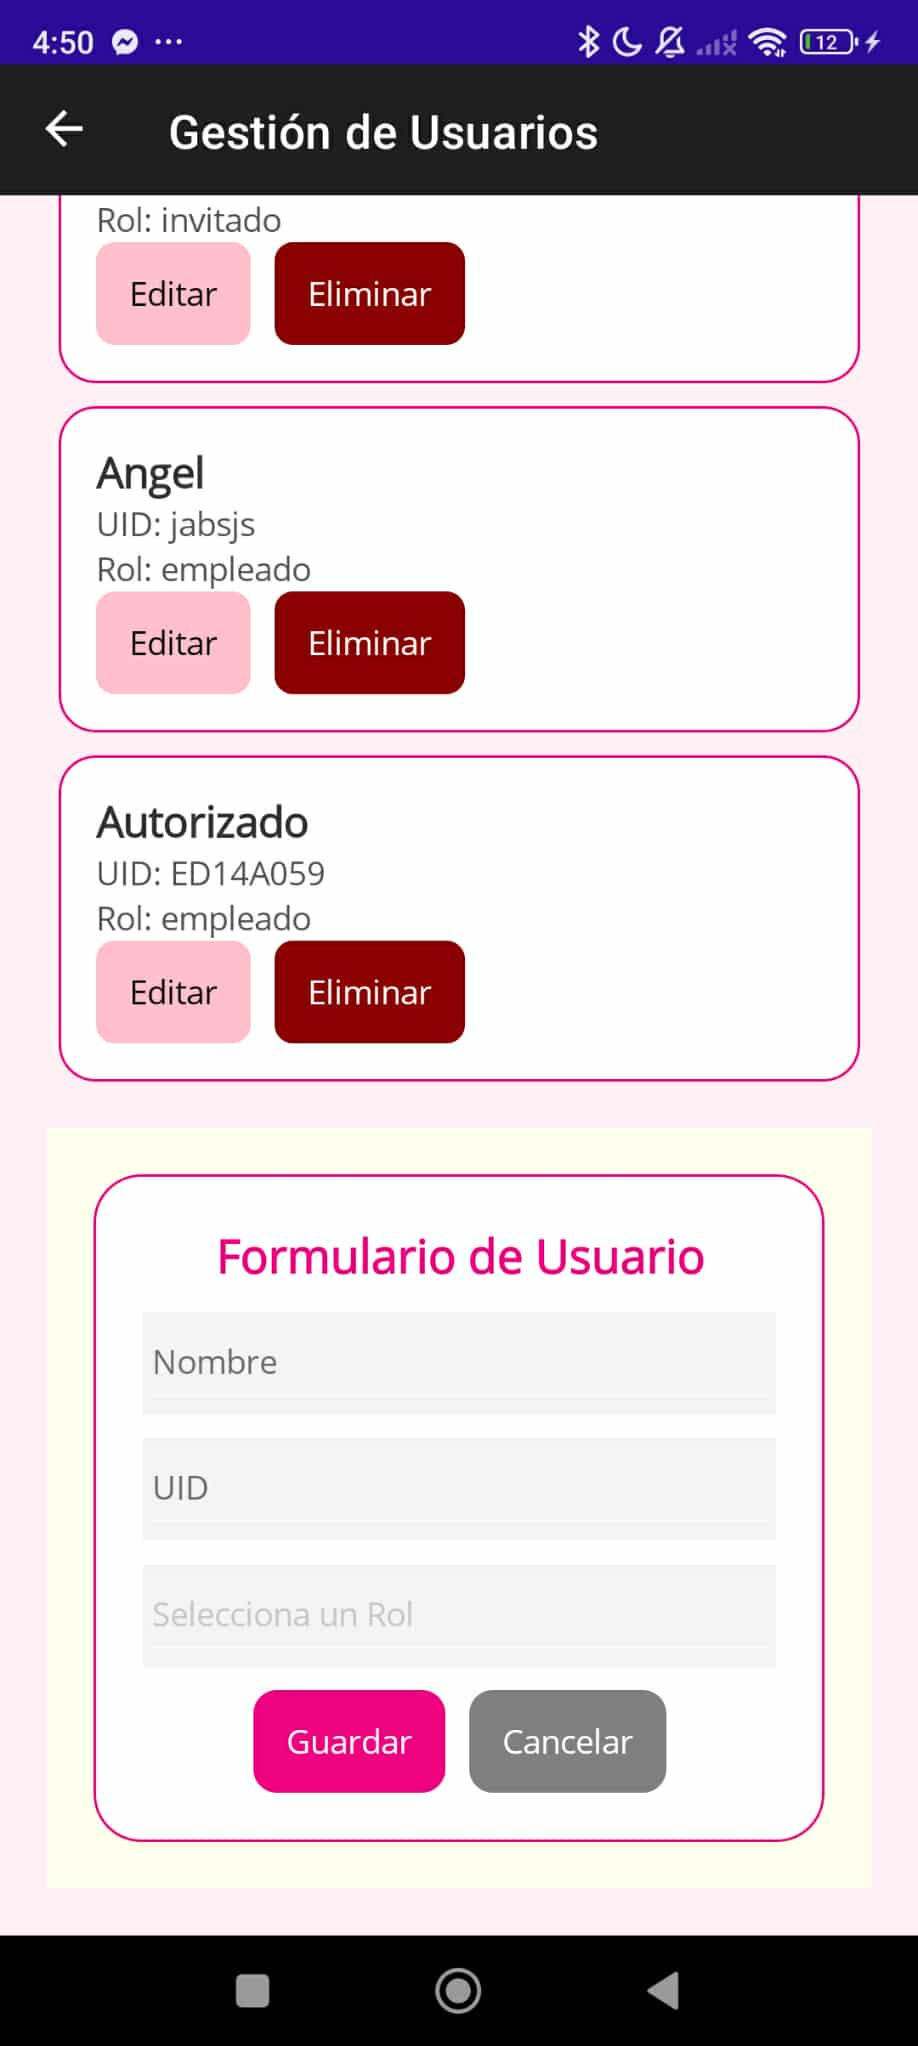 4:50
12
Gestión de Usuarios
Rol: invitado
Editar
Eliminar
Angel
UID: jabsjs
Rol: empleado
Editar
Eliminar
Autorizado
UID: ED14A059
Rol: empleado
Editar
Eliminar
Formulario de Usuario
Nombre
UID
Selecciona un Rol
Guardar
Cancelar